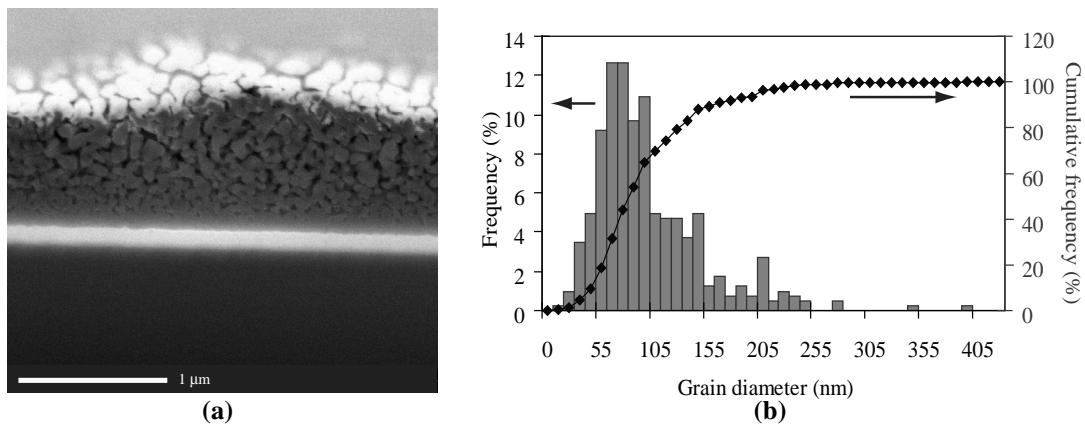 1 μm
(a)
14
12
10
8
6
4
2
0
Frequency (%)
120
100
80
60
40
20
0
Cumulative frequency (%)
0 55 105 155 205 255 305 355 405
Grain diameter (nm)
(b)